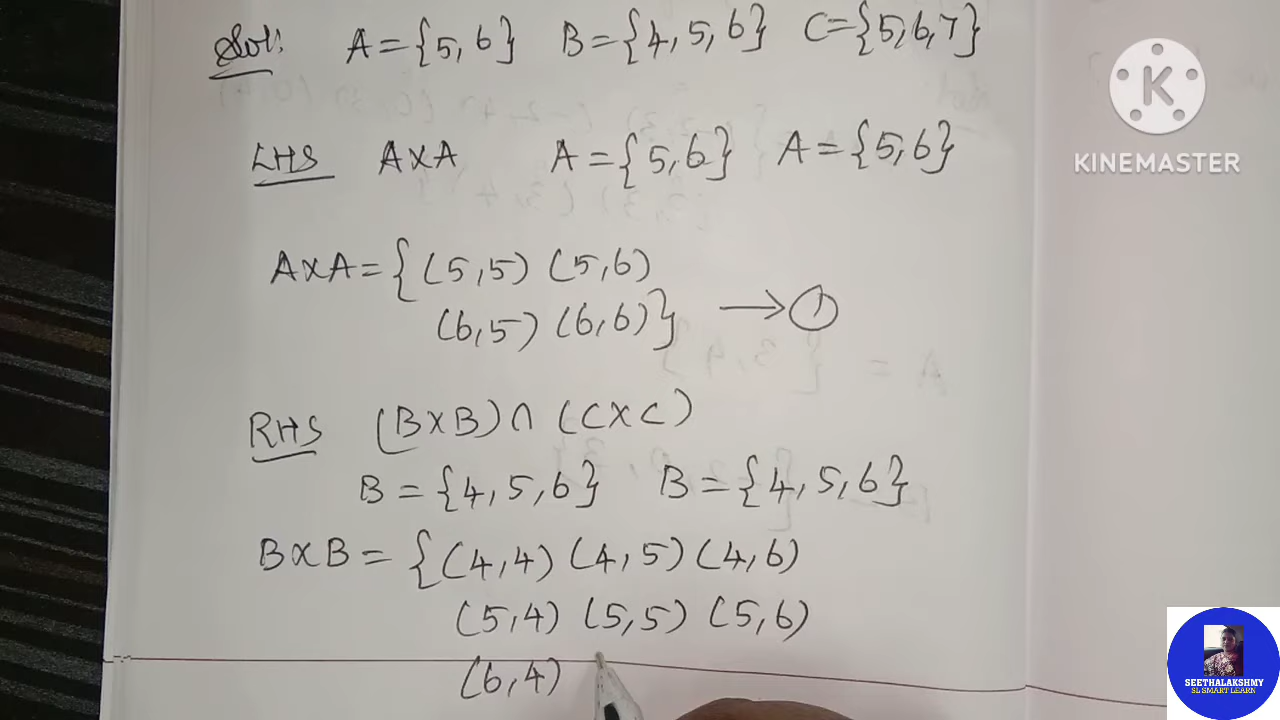 Sol: A = {5, 6} B = {4, 5, 6} C = {5, 6, 7}
LHS A×A A = {5, 6} A = {5, 6}
A×A = {(5,5) (5,6)
(6,5) (6,6)} → ①
RHS (B×B) ∩ (C×C)
B = {4, 5, 6} B = {4, 5, 6}
B×B = {(4,4) (4,5) (4,6)
(5,4) (5,5) (5,6)
(6,4)
K
KINEMASTER
SEETHALAKSHMY
SL SMART LEARN